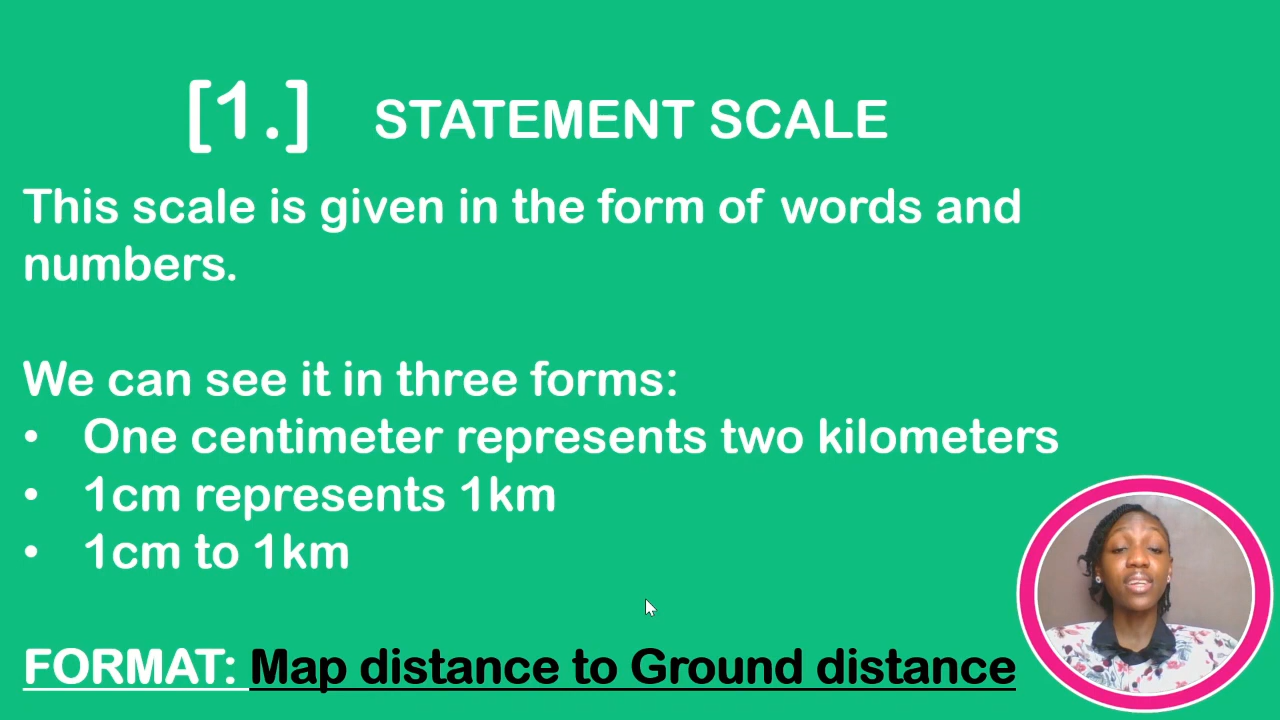 [1.] STATEMENT SCALE
This scale is given in the form of words and
numbers.
We can see it in three forms:
• One centimeter represents two kilometers
• 1cm represents 1km
• 1cm to 1km
FORMAT: Map distance to Ground distance